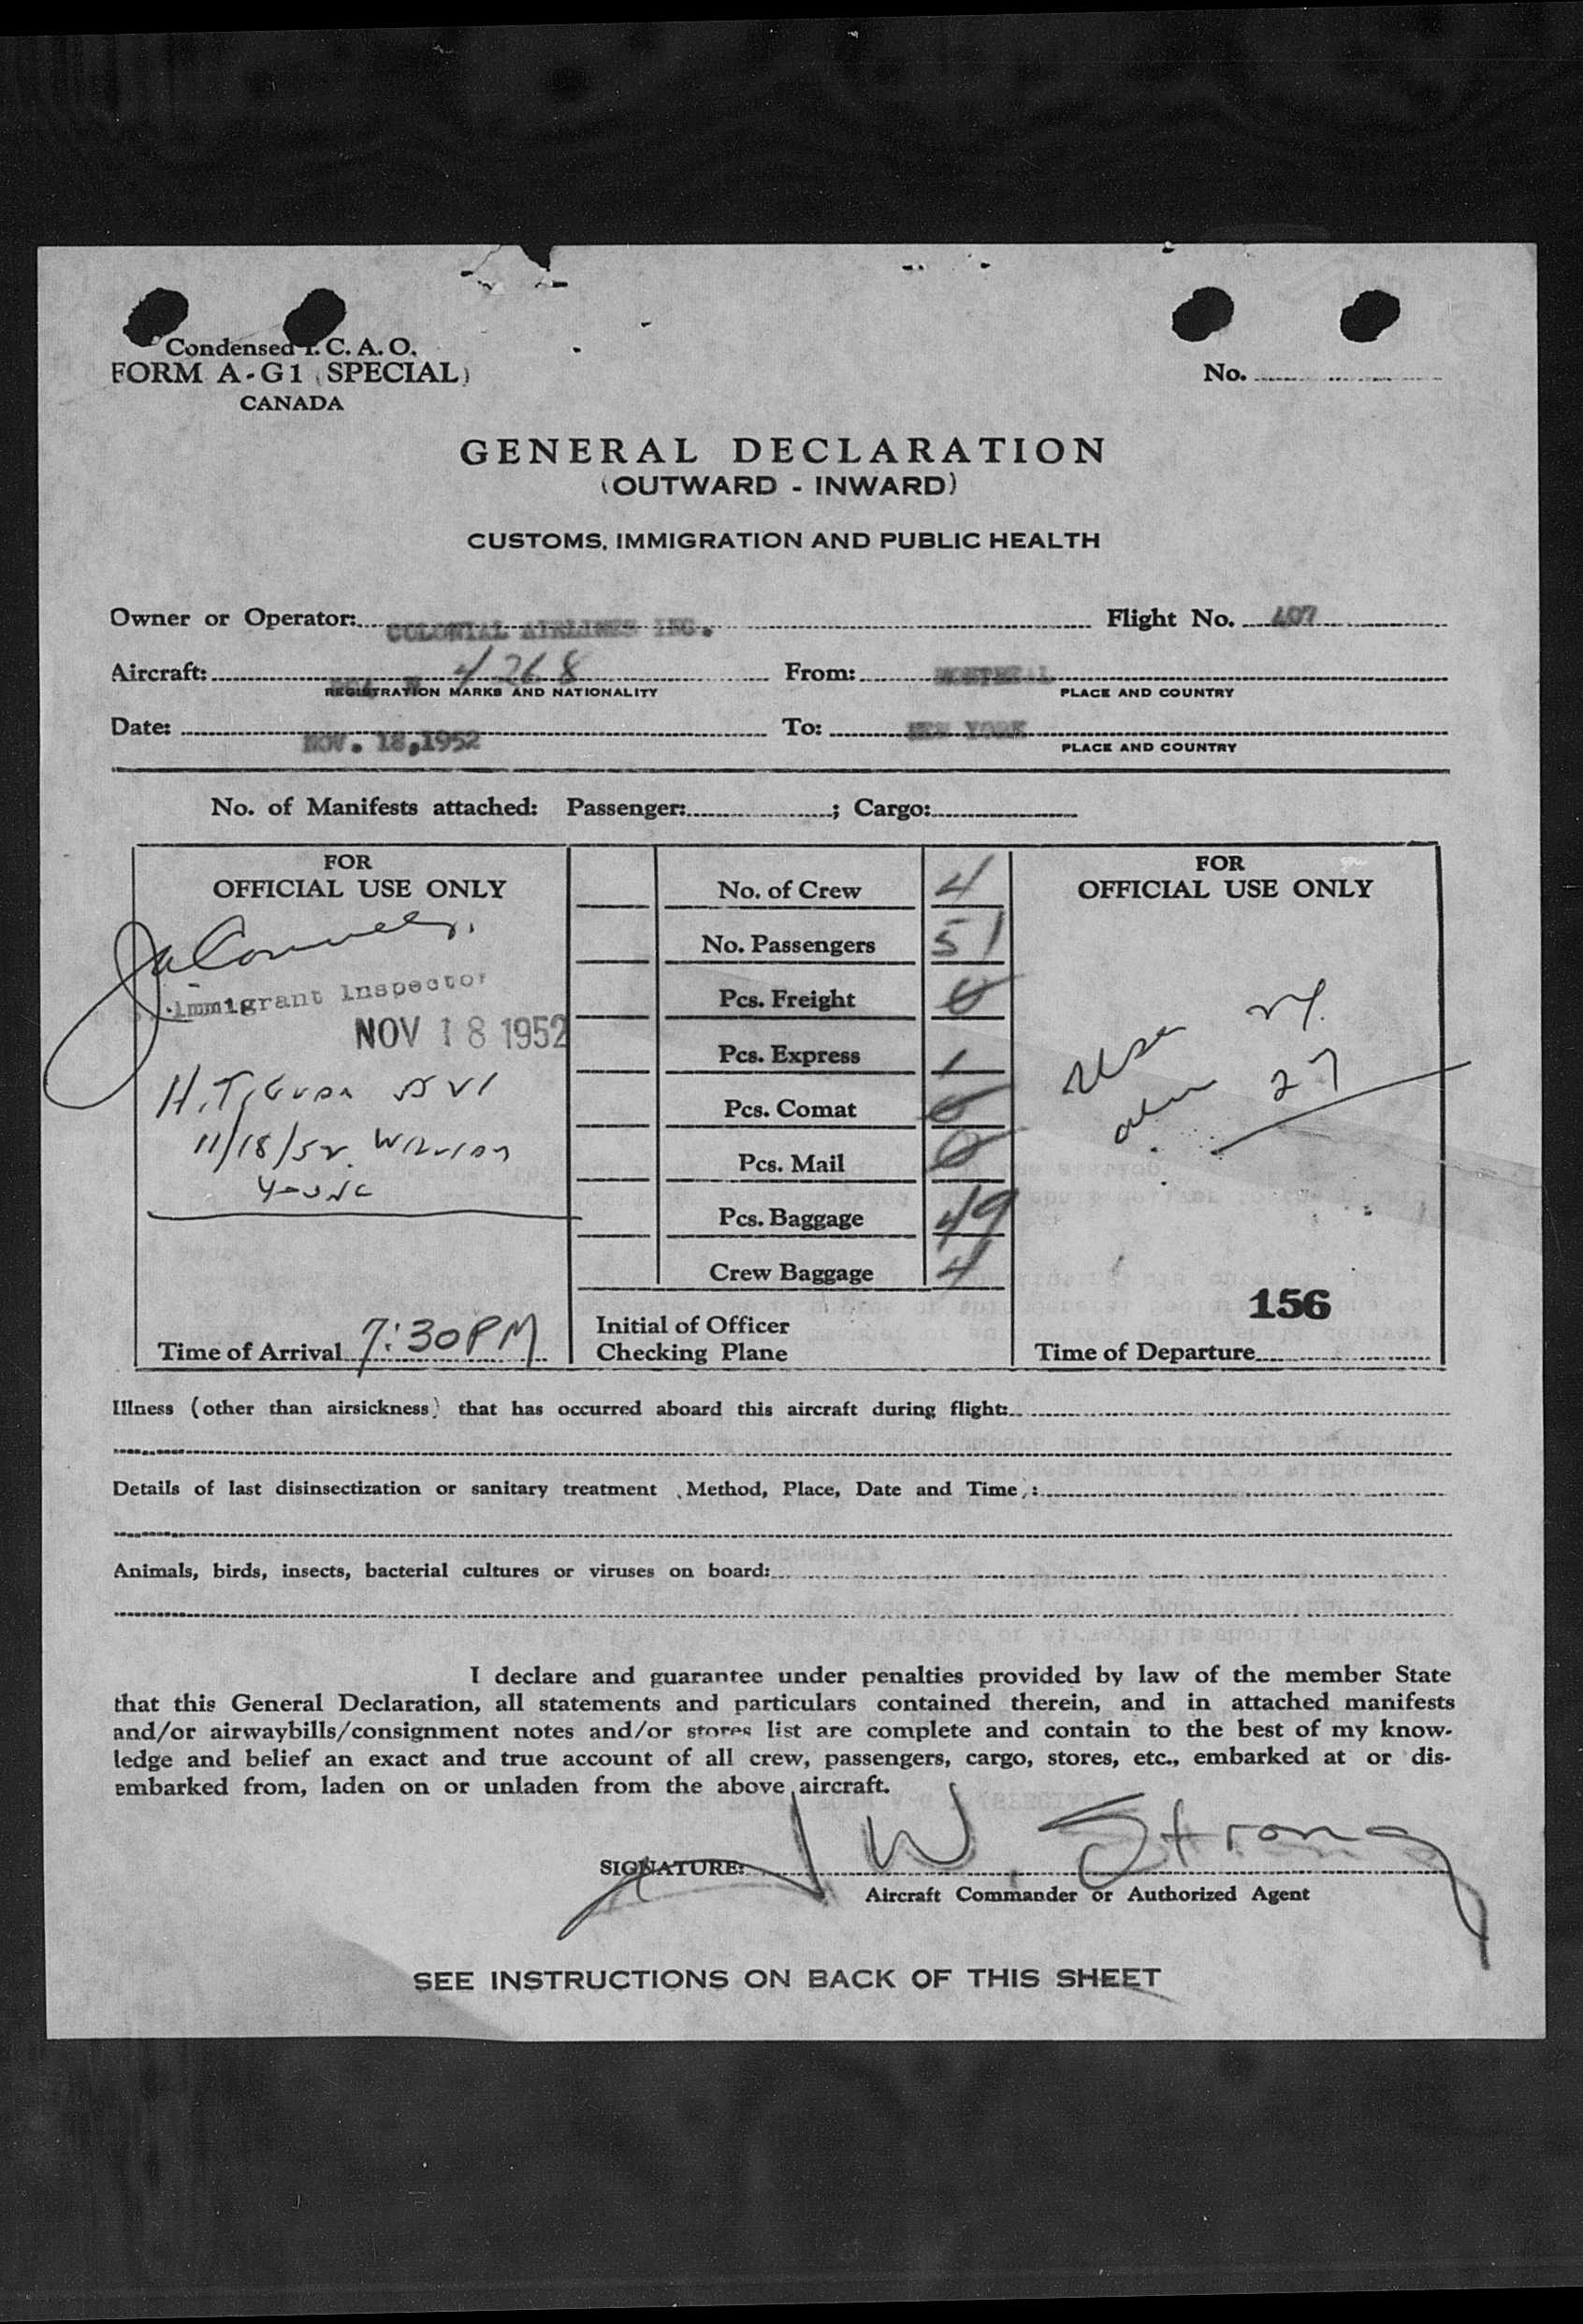 Condensed I. C. A. O.
FORM A-G1 (SPECIAL)
CANADA
No.
GENERAL DECLARATION
(OUTWARD - INWARD)
CUSTOMS, IMMIGRATION AND PUBLIC HEALTH
Owner or Operator: COLONIAL AIRLINES INC. Flight No. 407
Aircraft: 4268 From: MONTREAL
REGISTRATION MARKS AND NATIONALITY PLACE AND COUNTRY
Date: NOV. 18, 1952 To: NEW YORK
PLACE AND COUNTRY
No. of Manifests attached: Passenger: ; Cargo:
FOR
OFFICIAL USE ONLY
Immigrant Inspector
NOV 18 1952
11/18/52
Time of Arrival 7:30PM
No. of Crew 4
No. Passengers 51
Pcs. Freight 0
Pcs. Express 1
Pcs. Comat 0
Pcs. Mail 0
Pcs. Baggage 49
Crew Baggage 4
Initial of Officer
Checking Plane
FOR
OFFICIAL USE ONLY
USA 24
27
156
Time of Departure
Illness (other than airsickness) that has occurred aboard this aircraft during flight:
Details of last disinsectization or sanitary treatment (Method, Place, Date and Time):
Animals, birds, insects, bacterial cultures or viruses on board:
I declare and guarantee under penalties provided by law of the member State
that this General Declaration, all statements and particulars contained therein, and in attached manifests
and/or airwaybills/consignment notes and/or stores list are complete and contain to the best of my know-
ledge and belief an exact and true account of all crew, passengers, cargo, stores, etc., embarked at or dis-
embarked from, laden on or unladen from the above aircraft.
SIGNATURE: W. Strong
Aircraft Commander or Authorized Agent
SEE INSTRUCTIONS ON BACK OF THIS SHEET